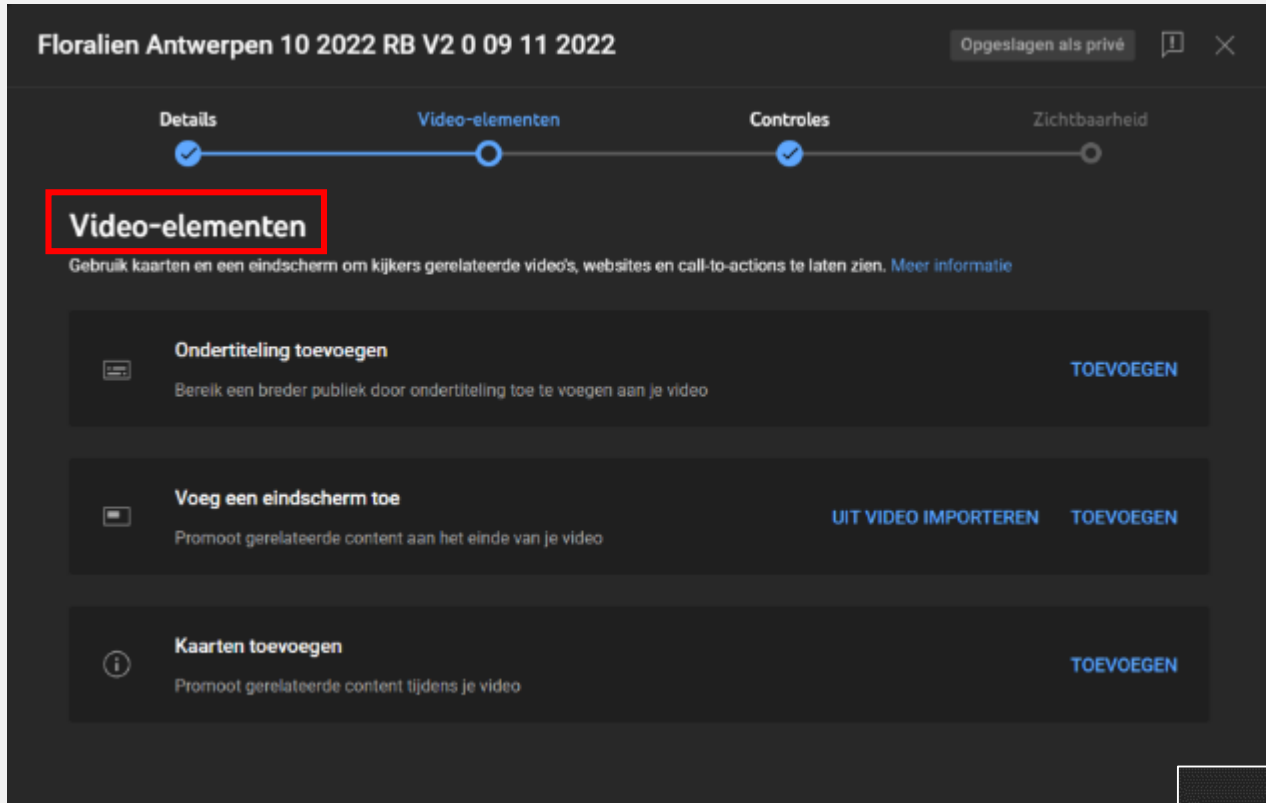 Floralien Antwerpen 10 2022 RB V2 0 09 11 2022
Opgeslagen als privé
Details
Video-elementen
Controles
Zichtbaarheid
Video-elementen
Gebruik kaarten en een eindscherm om kijkers gerelateerde video's, websites en call-to-actions te laten zien. Meer informatie
Ondertiteling toevoegen
Bereik een breder publiek door ondertiteling toe te voegen aan je video
TOEVOEGEN
Voeg een eindscherm toe
Promoot gerelateerde content aan het einde van je video
UIT VIDEO IMPORTEREN
TOEVOEGEN
Kaarten toevoegen
Promoot gerelateerde content tijdens je video
TOEVOEGEN